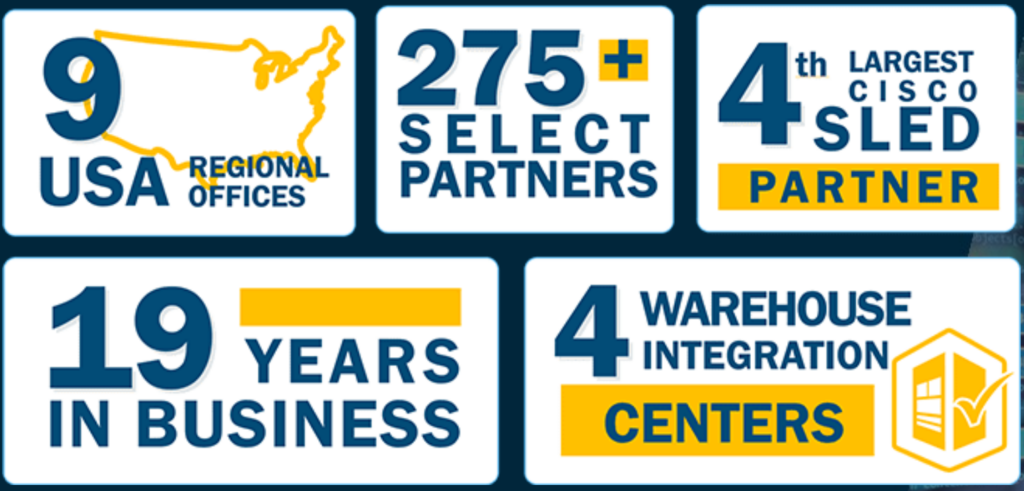 9
USA REGIONAL
OFFICES
275+
SELECT
PARTNERS
4th LARGEST
CISCO
SLED
PARTNER
19 YEARS
IN BUSINESS
4 WAREHOUSE
INTEGRATION
CENTERS